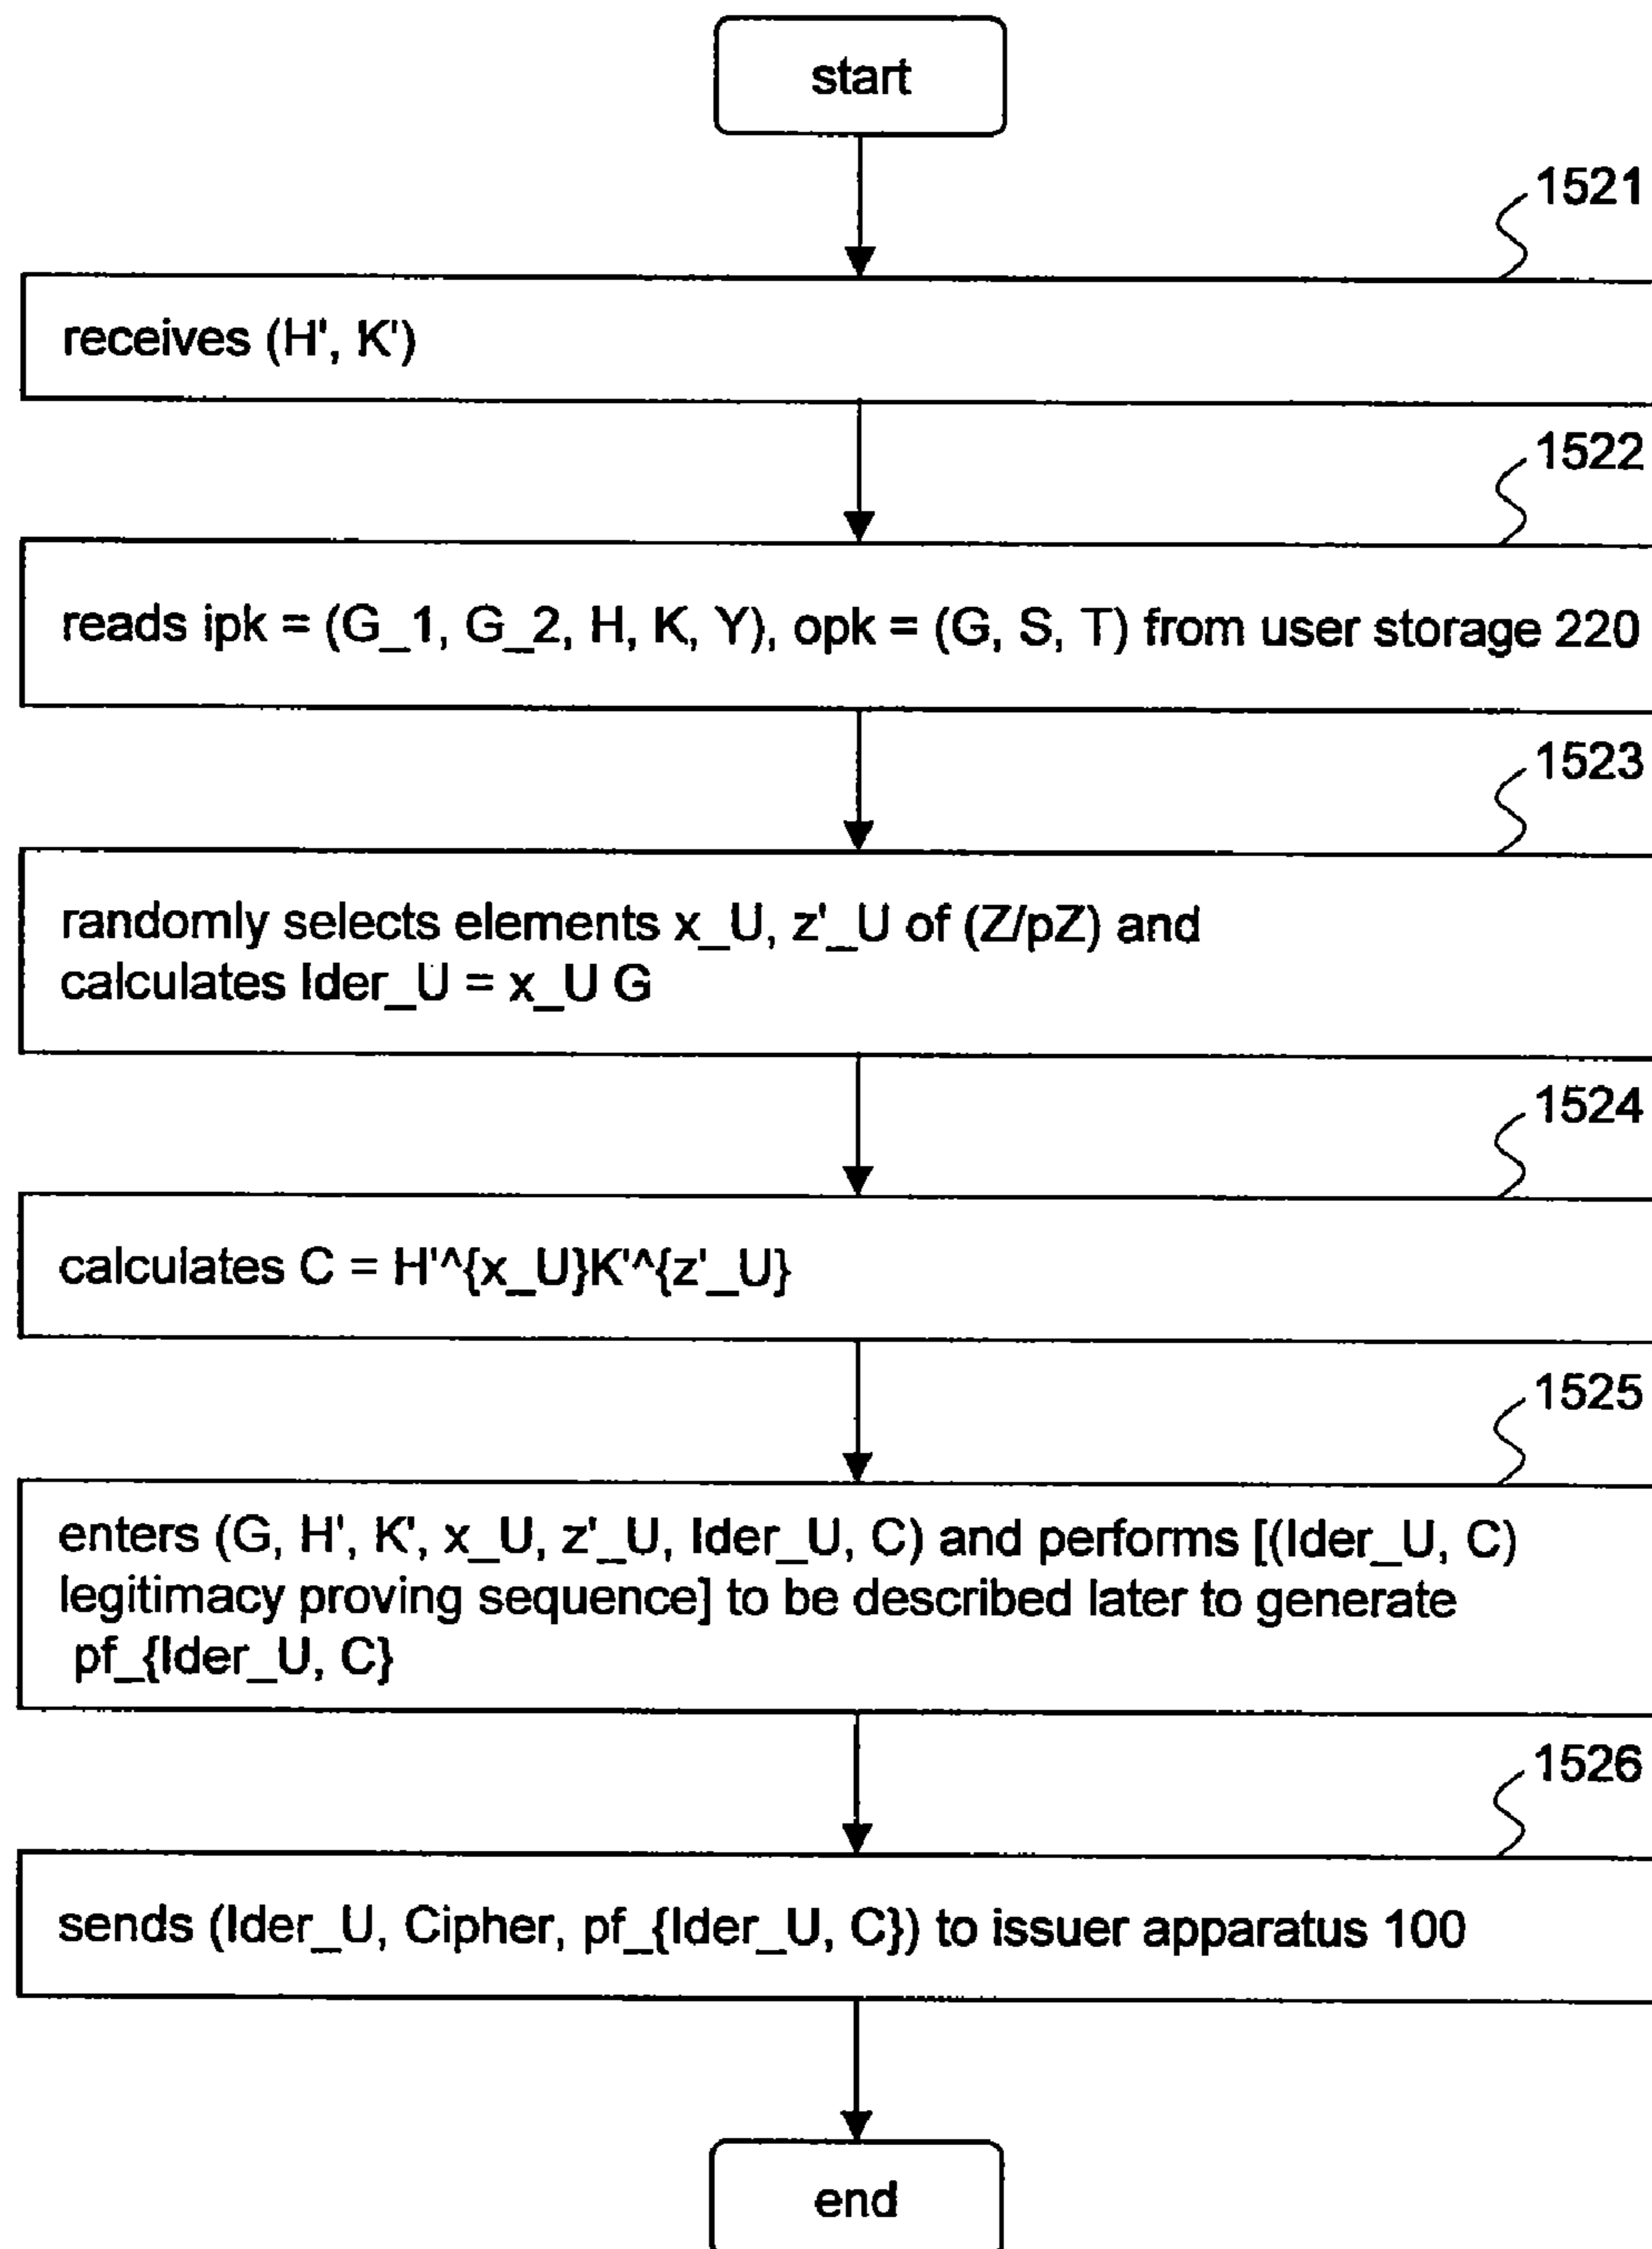 start
1521
receives (H', K')
1522
reads ipk = (G_1, G_2, H, K, Y), opk = (G, S, T) from user storage 220
1523
randomly selects elements x_U, z'_U of (Z/pZ) and
calculates Ider_U = x_U G
1524
calculates C = H'^{x_U}K'^{z'_U}
1525
enters (G, H', K', x_U, z'_U, Ider_U, C) and performs [(Ider_U, C)
legitimacy proving sequence] to be described later to generate
pf_{Ider_U, C}
1526
sends (Ider_U, Cipher, pf_{Ider_U, C}) to issuer apparatus 100
end